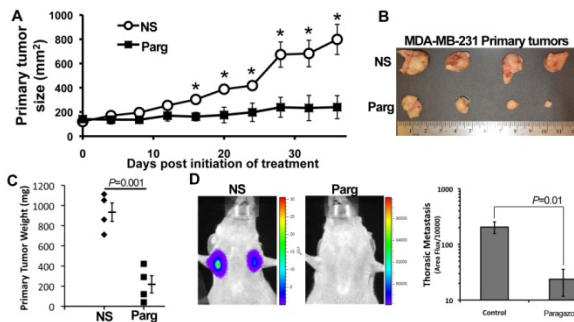 A
Primary tumor
size (mm²)
1000
800
600
400
200
0
NS
Parg
*
*
*
*
*
*
0
10
20
30
Days post initiation of treatment
B
MDA-MB-231 Primary tumors
NS
Parg
C
Primary Tumor Weight (mg)
1200
1000
800
600
400
200
0
P=0.001
NS
Parg
D
NS
Parg
Thorasic Metastasis
(Area Flux/10000)
1000
100
10
P=0.01
Control
Paragazo